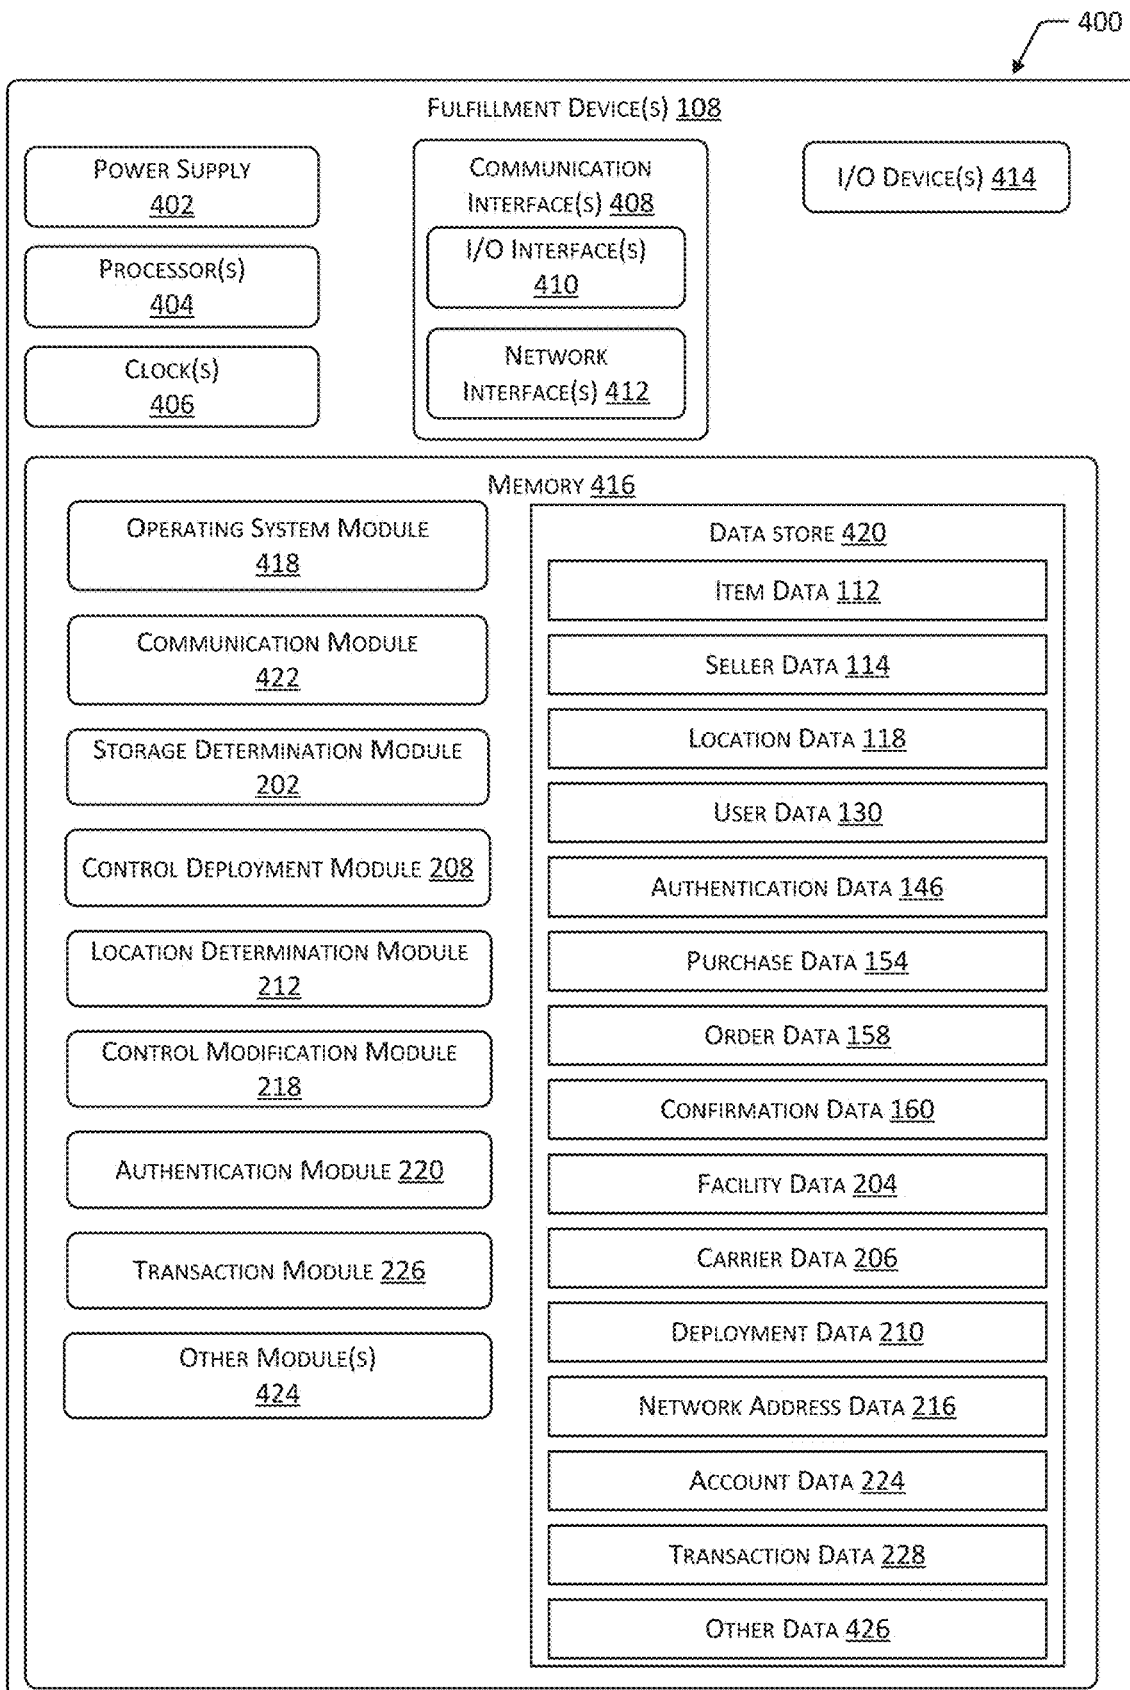 400
Fulfillment Device(s) 108
Power Supply
402
Processor(s)
404
Clock(s)
406
Communication
Interface(s) 408
I/O Interface(s)
410
Network
Interface(s) 412
I/O Device(s) 414
Memory 416
Operating System Module
418
Communication Module
422
Storage Determination Module
202
Control Deployment Module 208
Location Determination Module
212
Control Modification Module
218
Authentication Module 220
Transaction Module 226
Other Module(s)
424
Data store 420
Item Data 112
Seller Data 114
Location Data 118
User Data 130
Authentication Data 146
Purchase Data 154
Order Data 158
Confirmation Data 160
Facility Data 204
Carrier Data 206
Deployment Data 210
Network Address Data 216
Account Data 224
Transaction Data 228
Other Data 426